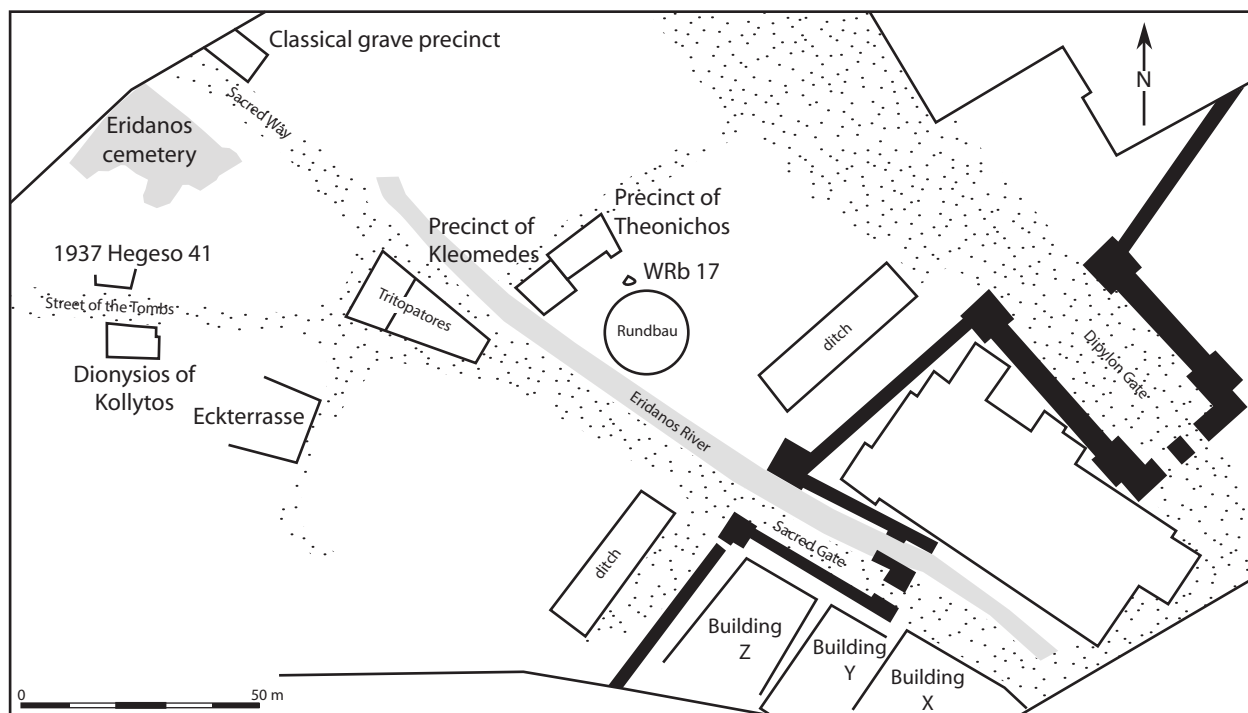 Classical grave precinct
Sacred Way
N
Eridanos
cemetery
Precinct of
Theonichos
Precinct of
Kleomedes
1937 Hegeso 41
WRb 17
Street of the Tombs
Tritopatores
Rundbau
ditch
Dipylon Gate
Dionysios of
Kollytos
Eckterrasse
Eridanos River
Sacred Gate
ditch
Building
Z
Building
Y
Building
X
0
50 m